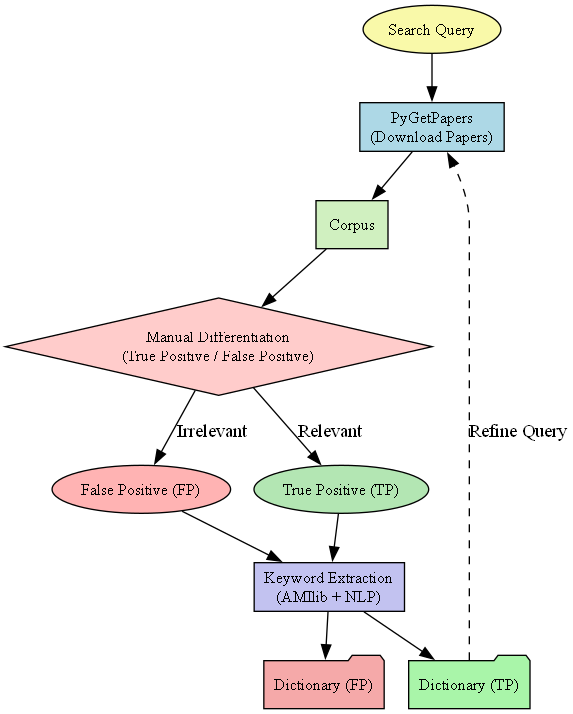 Search Query
PyGetPapers
(Download Papers)
Corpus
Manual Differentiation
(True Positive / False Positive)
Irrelevant
Relevant
Refine Query
False Positive (FP)
True Positive (TP)
Keyword Extraction
(AMIlib + NLP)
Dictionary (FP)
Dictionary (TP)